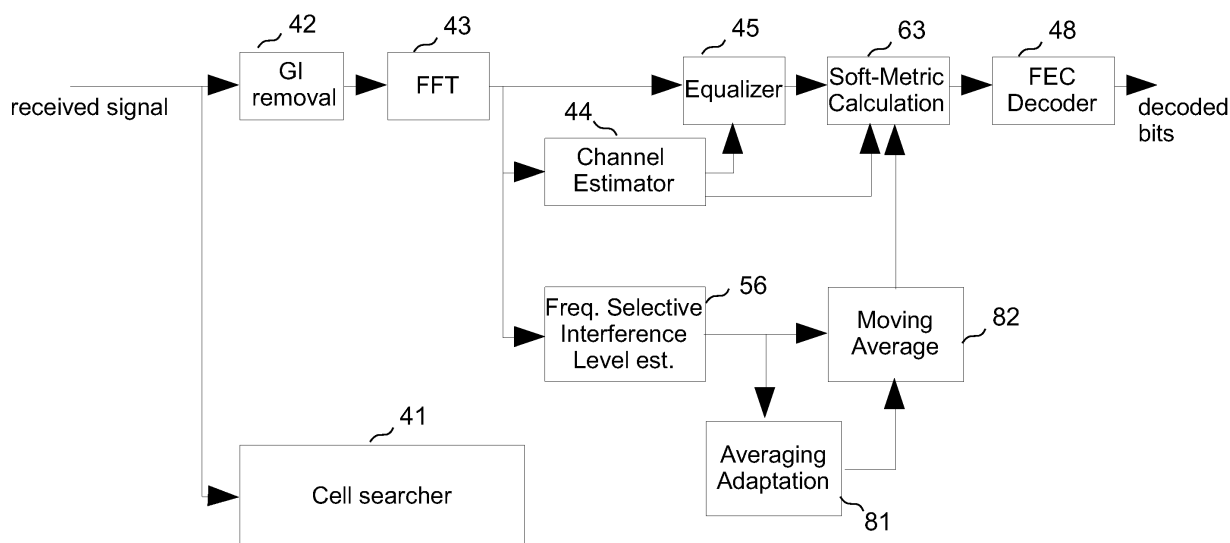 42
43
45
63
48
GI
removal
FFT
Equalizer
Soft-Metric
Calculation
FEC
Decoder
received signal
decoded
bits
44
Channel
Estimator
56
Freq. Selective
Interference
Level est.
Moving
Average
82
41
Cell searcher
Averaging
Adaptation
81